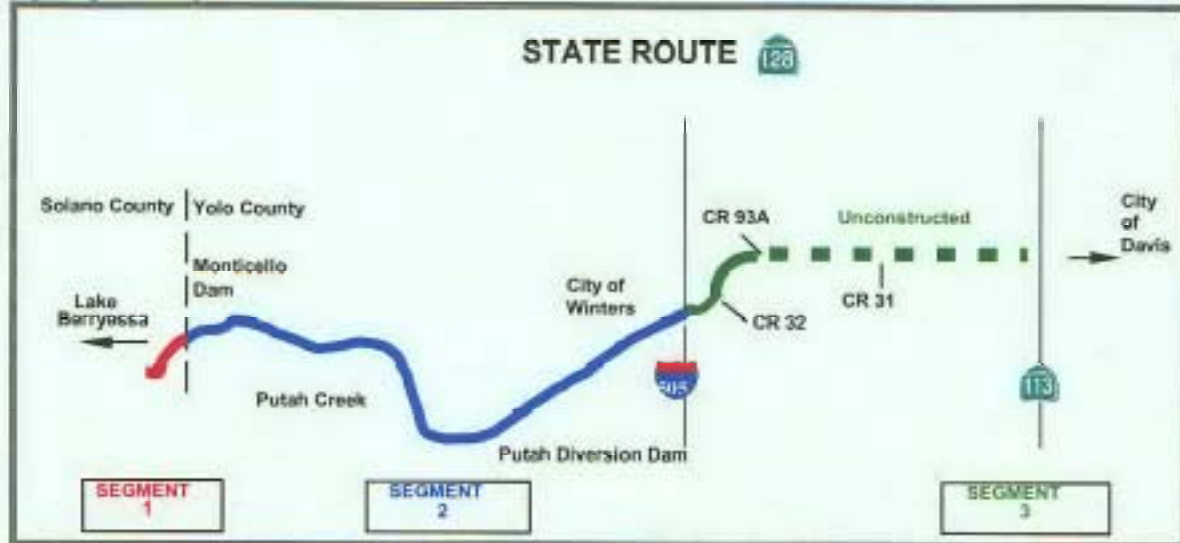 STATE ROUTE 128
Solano County Yolo County
Monticello
Dam
Lake
Berryessa
Putah Creek
City of
Winters
CR 93A
Unconstructed
City
of
Davis
CR 31
CR 32
505
113
Putah Diversion Dam
SEGMENT
1
SEGMENT
2
SEGMENT
3